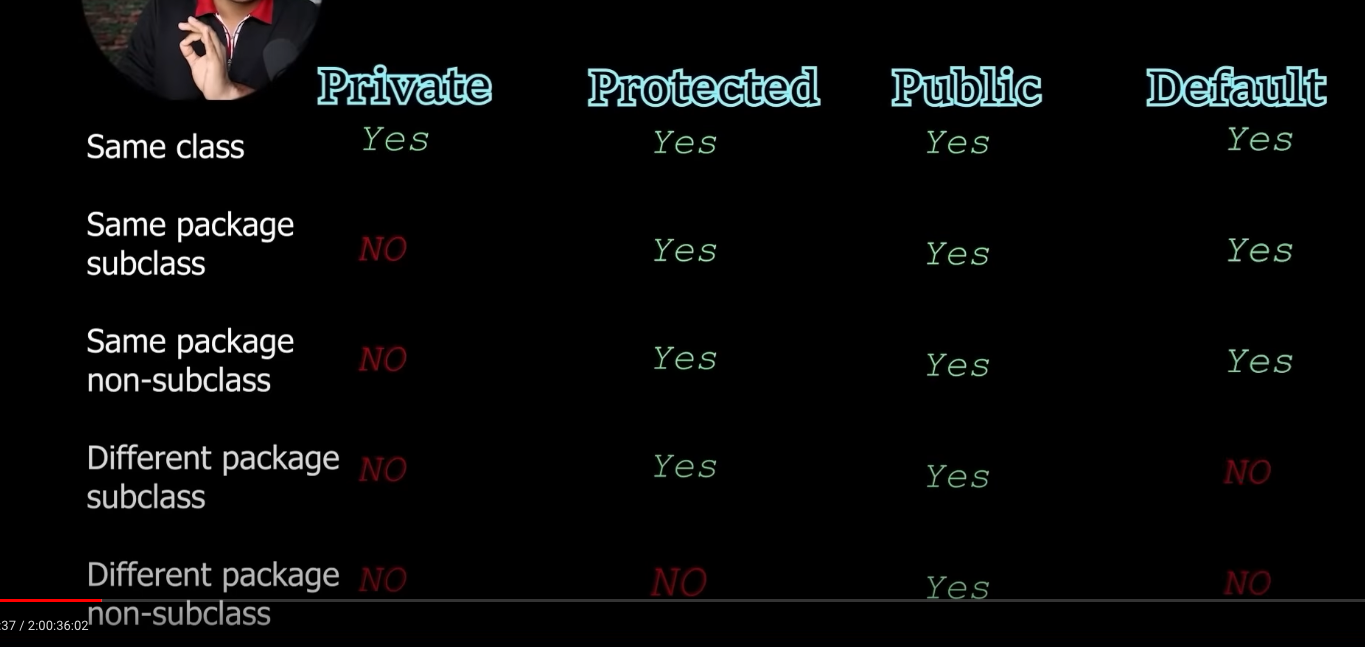 Private Protected Public Default
Same class Yes Yes Yes Yes
Same package
subclass NO Yes Yes Yes
Same package
non-subclass NO Yes Yes Yes
Different package
subclass NO Yes Yes NO
Different package
non-subclass NO NO Yes NO
:37 / 2:00:36:02